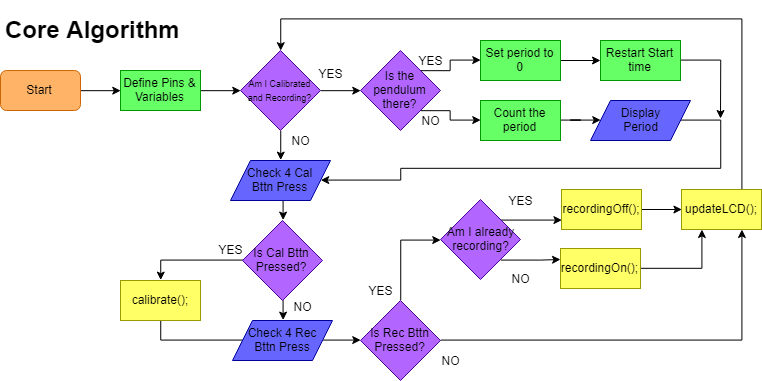 Core Algorithm
Start
Define Pins &
Variables
Am I Calibrated
and Recording?
YES
NO
Is the
pendulum
there?
YES
NO
Set period to
0
Restart Start
time
Count the
period
Display
Period
Check 4 Cal
Bttn Press
Is Cal Bttn
Pressed?
YES
NO
calibrate();
Check 4 Rec
Bttn Press
Is Rec Bttn
Pressed?
YES
NO
Am I already
recording?
YES
NO
recordingOff();
recordingOn();
updateLCD();